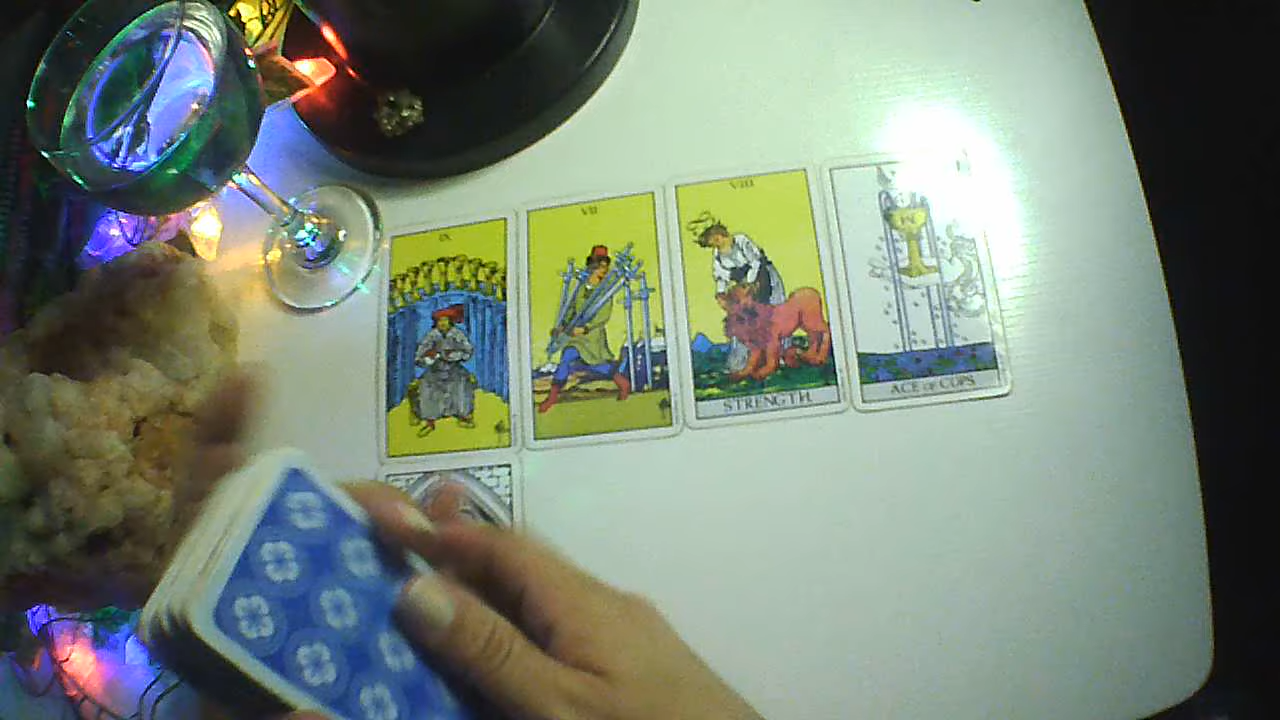 IX
VII
VIII
STRENGTH.
ACE OF CUPS